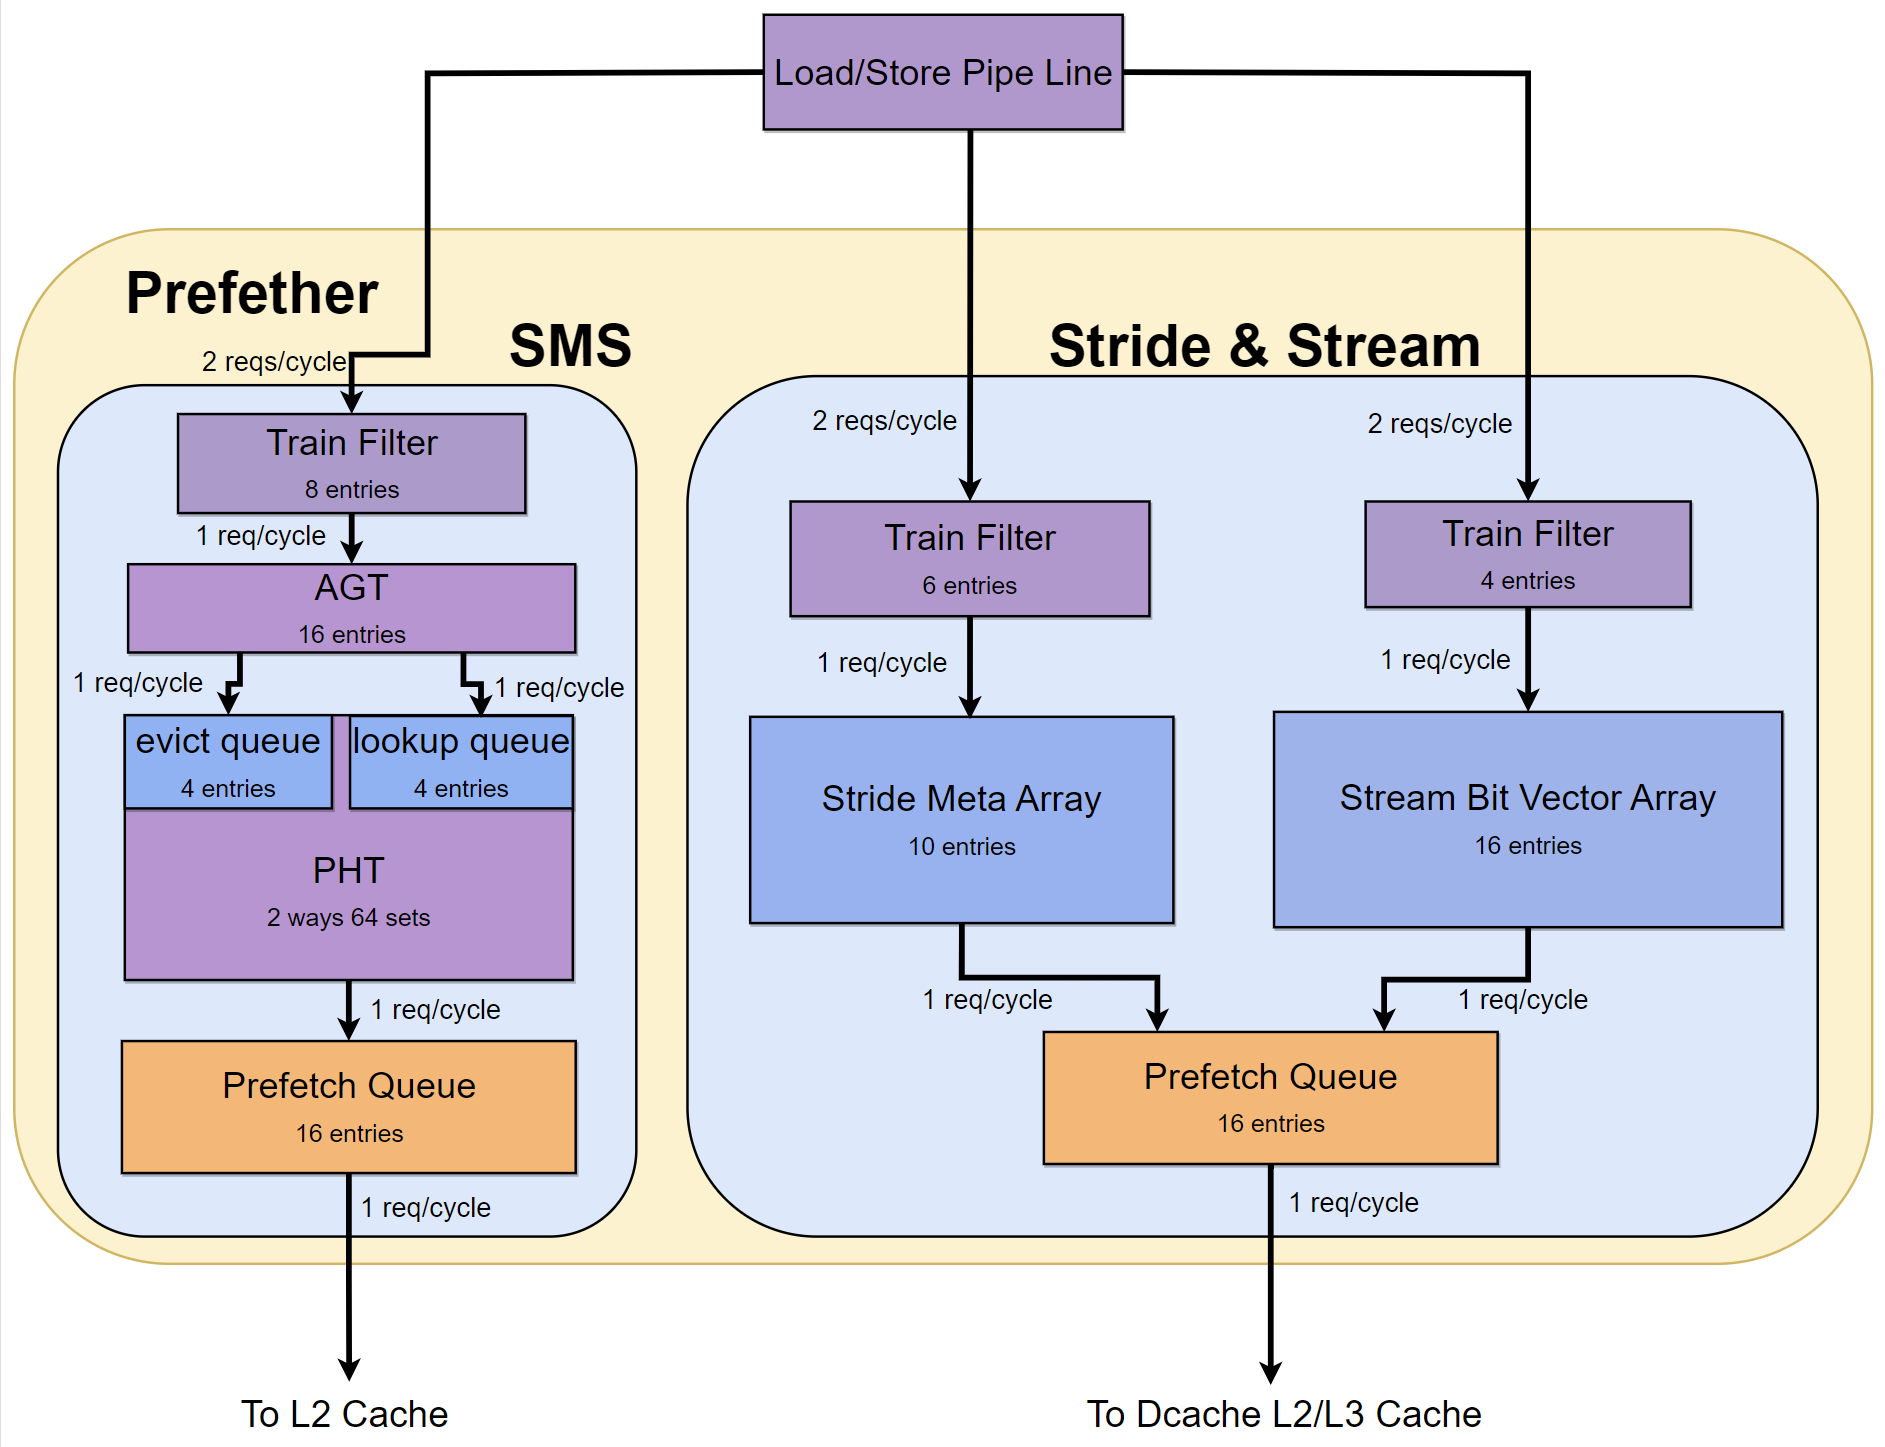 Load/Store Pipe Line
Prefether
SMS
Stride & Stream
2 reqs/cycle
Train Filter
8 entries
1 req/cycle
AGT
16 entries
1 req/cycle
1 req/cycle
evict queue
4 entries
lookup queue
4 entries
PHT
2 ways 64 sets
1 req/cycle
Prefetch Queue
16 entries
1 req/cycle
To L2 Cache
2 reqs/cycle
Train Filter
6 entries
1 req/cycle
Stride Meta Array
10 entries
1 req/cycle
2 reqs/cycle
Train Filter
4 entries
1 req/cycle
Stream Bit Vector Array
16 entries
1 req/cycle
Prefetch Queue
16 entries
1 req/cycle
To Dcache L2/L3 Cache